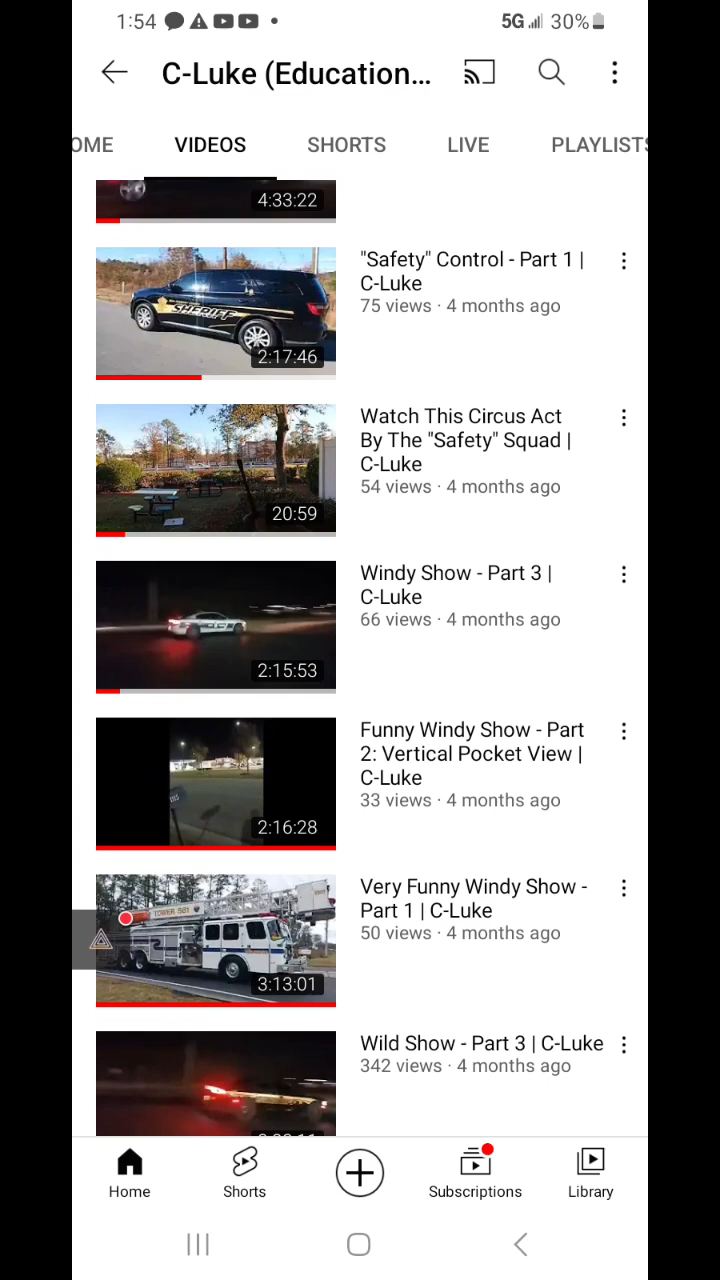 1:54
5G 30%
C-Luke (Education...
OME VIDEOS SHORTS LIVE PLAYLISTS
4:33:22
"Safety" Control - Part 1 |
C-Luke
75 views · 4 months ago
SHERIFF
2:17:46
Watch This Circus Act
By The "Safety" Squad |
C-Luke
54 views · 4 months ago
20:59
Windy Show - Part 3 |
C-Luke
66 views · 4 months ago
2:15:53
Funny Windy Show - Part
2: Vertical Pocket View |
C-Luke
33 views · 4 months ago
2:16:28
Very Funny Windy Show -
Part 1 | C-Luke
50 views · 4 months ago
TOWER 561
3:13:01
Wild Show - Part 3 | C-Luke
342 views · 4 months ago
Home Shorts Subscriptions Library